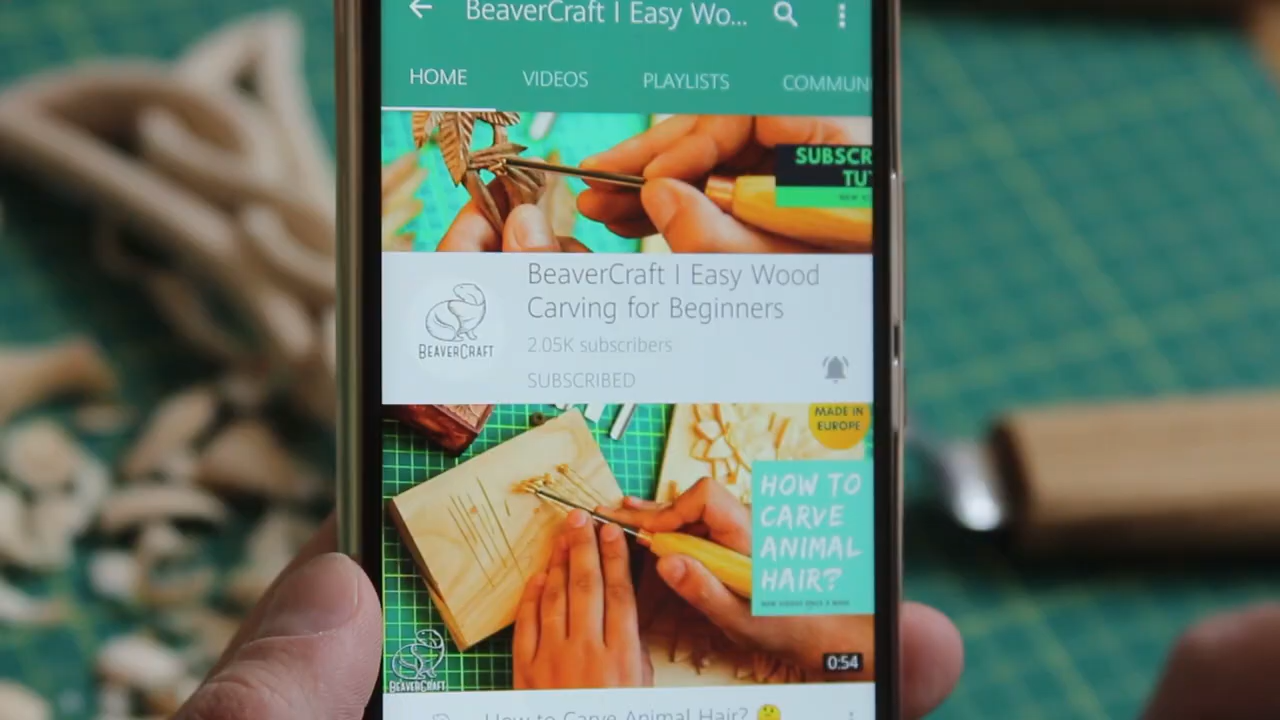 BeaverCraft I Easy Wo...
HOME VIDEOS PLAYLISTS COMMUN
SUBSCR
TU
BeaverCraft I Easy Wood
Carving for Beginners
2.05K subscribers
SUBSCRIBED
BEAVERCRAFT
MADE IN
EUROPE
HOW TO
CARVE
ANIMAL
HAIR?
0:54
BEAVERCRAFT
How to Carve Animal Hair? 🤔